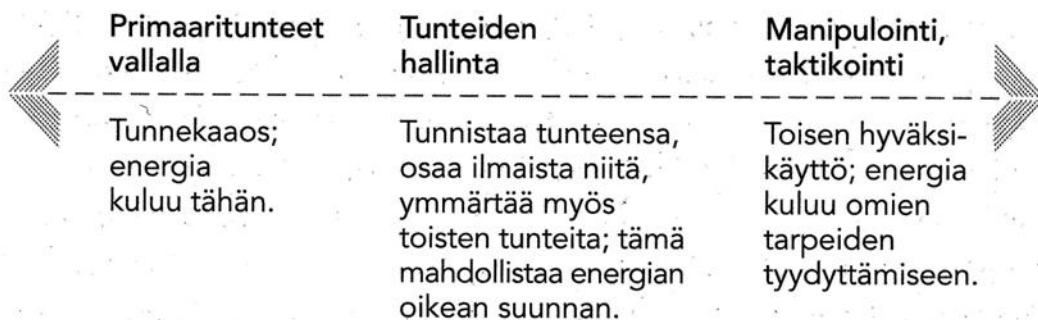 Primaaritunteet
vallalla
Tunteiden
hallinta
Manipulointi,
taktikointi
Tunnekaaos;
energia
kuluu tähän.
Tunnistaa tunteensa,
osaa ilmaista niitä,
ymmärtää myös
toisten tunteita; tämä
mahdollistaa energian
oikean suunnan.
Toisen hyväksi-
käyttö; energia
kuluu omien
tarpeiden
tyydyttämiseen.